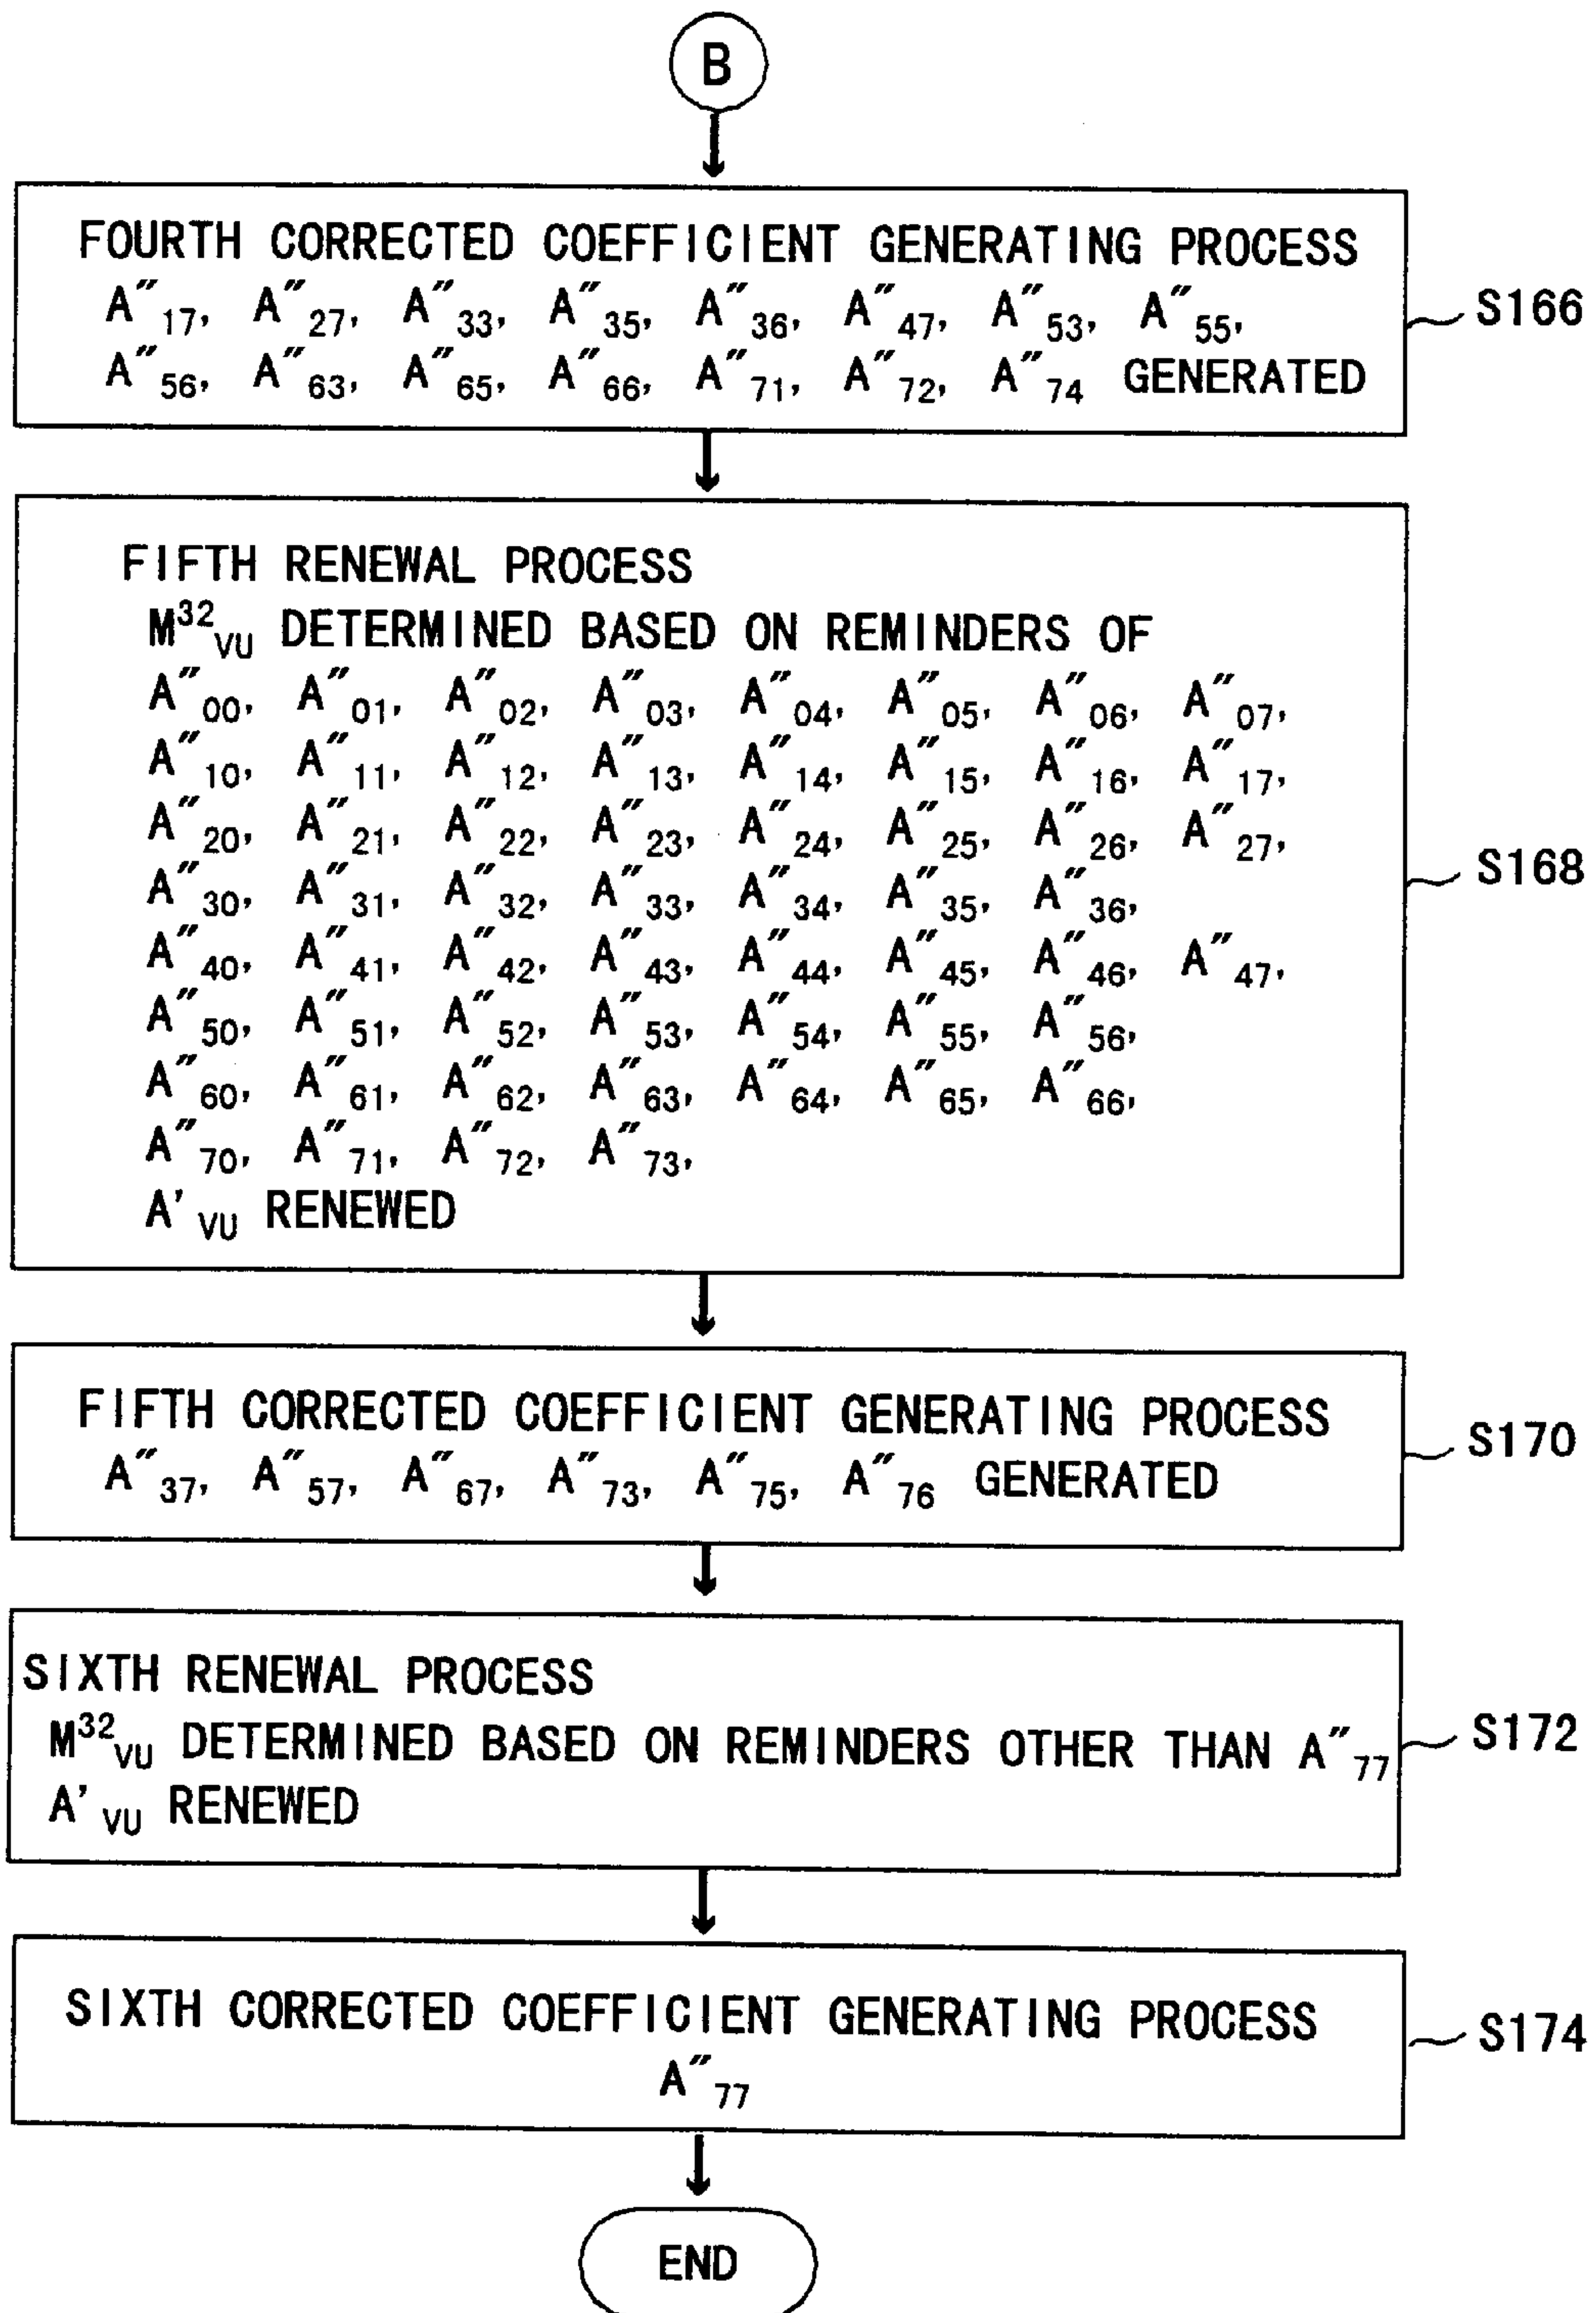 B
FOURTH CORRECTED COEFFICIENT GENERATING PROCESS
A″17, A″27, A″33, A″35, A″36, A″47, A″53, A″55,
A″56, A″63, A″65, A″66, A″71, A″72, A″74 GENERATED
S166
FIFTH RENEWAL PROCESS
M³²VU DETERMINED BASED ON REMINDERS OF
A″00, A″01, A″02, A″03, A″04, A″05, A″06, A″07,
A″10, A″11, A″12, A″13, A″14, A″15, A″16, A″17,
A″20, A″21, A″22, A″23, A″24, A″25, A″26, A″27,
A″30, A″31, A″32, A″33, A″34, A″35, A″36,
A″40, A″41, A″42, A″43, A″44, A″45, A″46, A″47,
A″50, A″51, A″52, A″53, A″54, A″55, A″56,
A″60, A″61, A″62, A″63, A″64, A″65, A″66,
A″70, A″71, A″72, A″73,
A'VU RENEWED
S168
FIFTH CORRECTED COEFFICIENT GENERATING PROCESS
A″37, A″57, A″67, A″73, A″75, A″76 GENERATED
S170
SIXTH RENEWAL PROCESS
M³²VU DETERMINED BASED ON REMINDERS OTHER THAN A″77
A'VU RENEWED
S172
SIXTH CORRECTED COEFFICIENT GENERATING PROCESS
A″77
S174
END